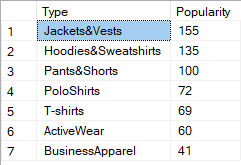 Type Popularity
1 Jackets&Vests 155
2 Hoodies&Sweatshirts 135
3 Pants&Shorts 100
4 PoloShirts 72
5 T-shirts 69
6 ActiveWear 60
7 BusinessApparel 41